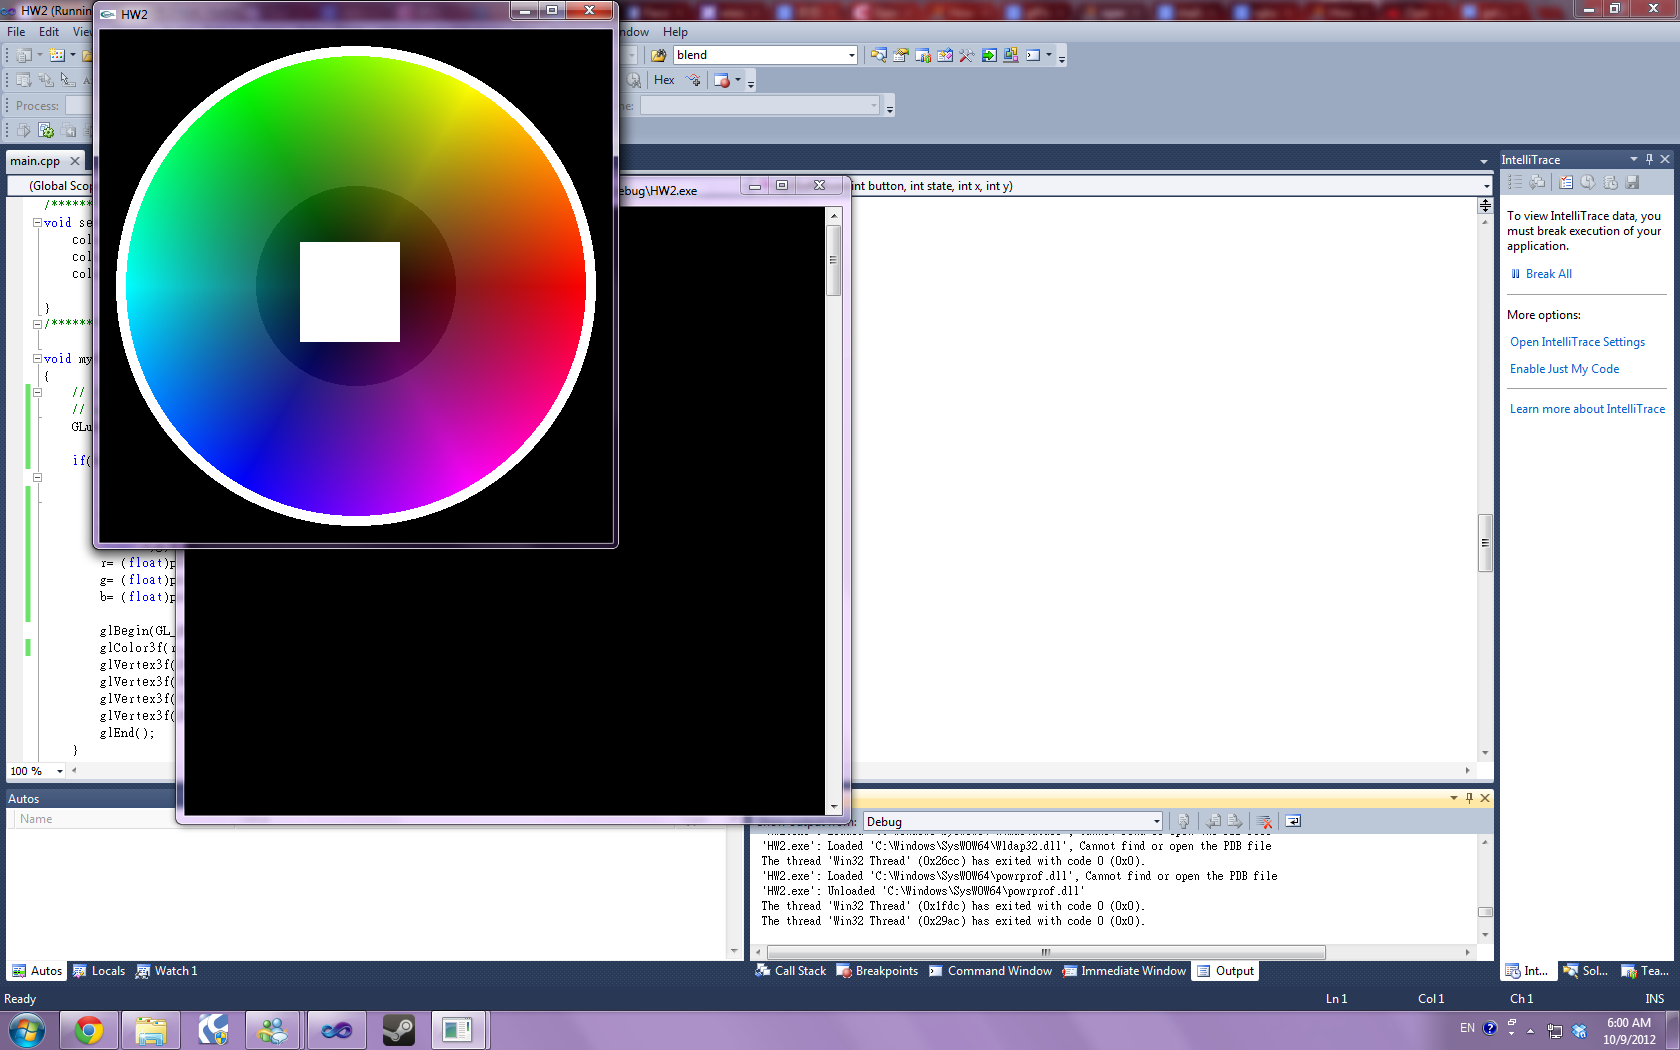 HW2 (Runnin
HW2
File Edit Vie
ndow Help
blend
Hex
Process:
ne:
main.cpp
IntelliTrace
(Global Scop
ebug\HW2.exe
int button, int state, int x, int y)
/*******
void se
col
col
col
}
/*******
void my
{
//
//
GLu
if(
r= (float)p
g= (float)p
b= (float)p
glBegin(GL_
glColor3f(r
glVertex3f(
glVertex3f(
glVertex3f(
glVertex3f(
glEnd();
}
100 %
To view IntelliTrace data, you
must break execution of your
application.
Break All
More options:
Open IntelliTrace Settings
Enable Just My Code
Learn more about IntelliTrace
Autos
Name
Debug
'HW2.exe': Loaded 'C:\Windows\SysWOW64\Wldap32.dll', Cannot find or open the PDB file
The thread 'Win32 Thread' (0x26cc) has exited with code 0 (0x0).
'HW2.exe': Loaded 'C:\Windows\SysWOW64\powrprof.dll', Cannot find or open the PDB file
'HW2.exe': Unloaded 'C:\Windows\SysWOW64\powrprof.dll'
The thread 'Win32 Thread' (0x1fdc) has exited with code 0 (0x0).
The thread 'Win32 Thread' (0x29ac) has exited with code 0 (0x0).
Autos Locals Watch 1
Call Stack Breakpoints Command Window Immediate Window Output
Int... Sol... Tea...
Ready
Ln 1 Col 1 Ch 1 INS
EN
6:00 AM
10/9/2012